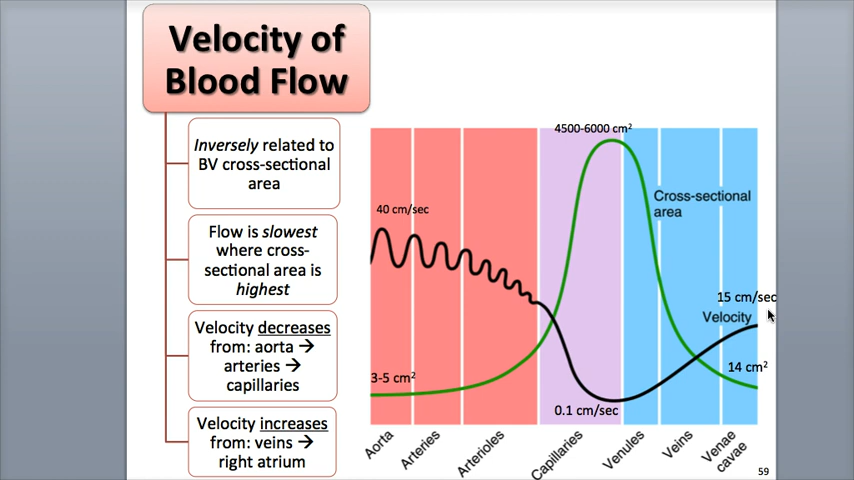 Velocity of
Blood Flow
Inversely related to
BV cross-sectional
area
Flow is slowest
where cross-
sectional area is
highest
Velocity decreases
from: aorta →
arteries →
capillaries
Velocity increases
from: veins →
right atrium
4500-6000 cm²
Cross-sectional
area
40 cm/sec
15 cm/sec
Velocity
14 cm²
3-5 cm²
0.1 cm/sec
Aorta
Arteries
Arterioles
Capillaries
Venules
Veins
Venae
cavae
59